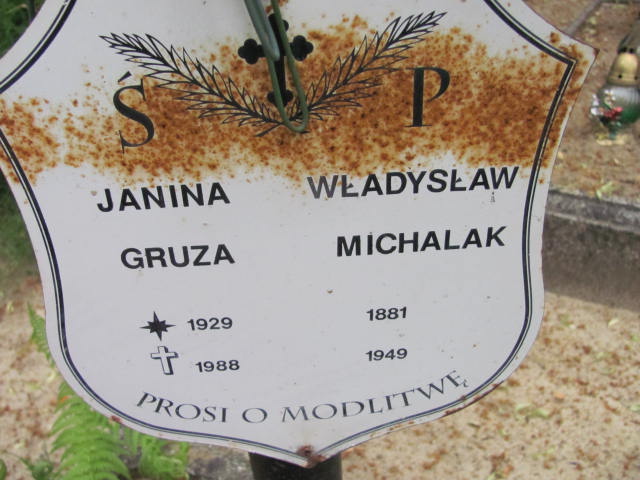 Ś P
JANINA WŁADYSŁAW
GRUZA MICHALAK
1929 1881
1988 1949
PROSI O MODLITWĘ